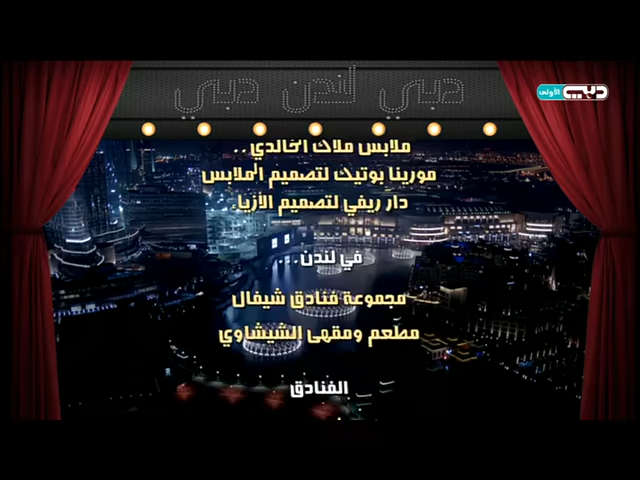 دبي لندن دبي
دبي الأولى
ملابس ملاك الخالدي..
مورينا بوتيك لتصميم الملابس
دار ريفي لتصميم الأزياء.
في لندن...
مجموعة فنادق شيفال
مطعم ومقهى الشيشاوي
الفنادق